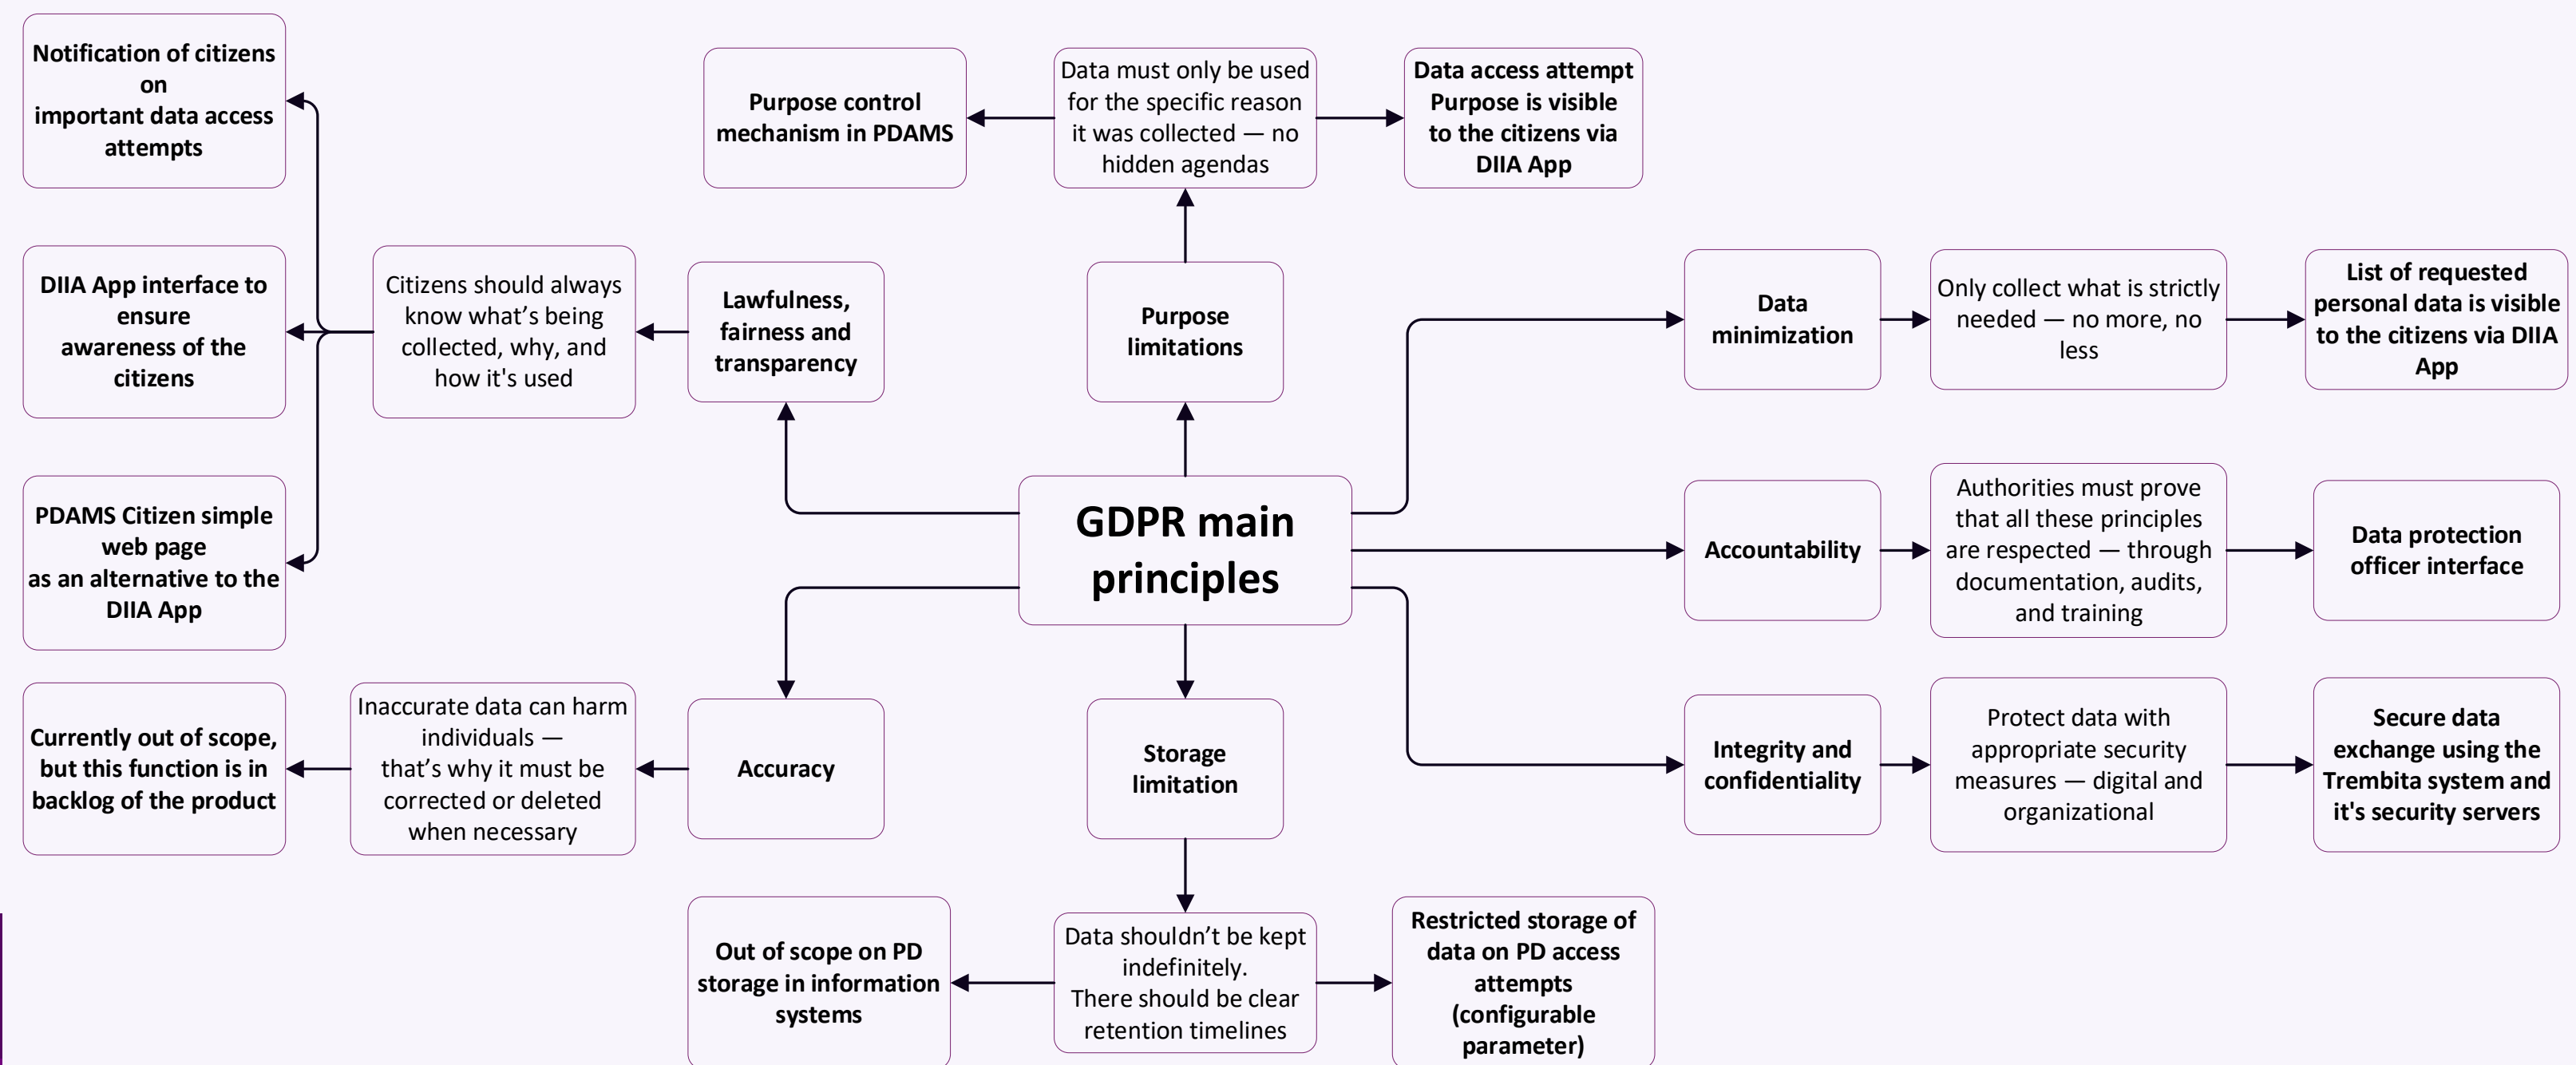 Notification of citizens
on
important data access
attempts
Purpose control
mechanism in PDAMS
Data must only be used
for the specific reason
it was collected — no
hidden agendas
Data access attempt
Purpose is visible
to the citizens via
DIIA App
DIIA App interface to
ensure
awareness of the
citizens
Citizens should always
know what’s being
collected, why, and
how it's used
Lawfulness,
fairness and
transparency
Purpose
limitations
Data
minimization
Only collect what is strictly
needed — no more, no
less
List of requested
personal data is visible
to the citizens via DIIA
App
PDAMS Citizen simple
web page
as an alternative to the
DIIA App
GDPR main
principles
Accountability
Authorities must prove
that all these principles
are respected — through
documentation, audits,
and training
Data protection
officer interface
Currently out of scope,
but this function is in
backlog of the product
Inaccurate data can harm
individuals —
that’s why it must be
corrected or deleted
when necessary
Accuracy
Storage
limitation
Integrity and
confidentiality
Protect data with
appropriate security
measures — digital and
organizational
Secure data
exchange using the
Trembita system and
it's security servers
Out of scope on PD
storage in information
systems
Data shouldn’t be kept
indefinitely.
There should be clear
retention timelines
Restricted storage of
data on PD access
attempts
(configurable
parameter)